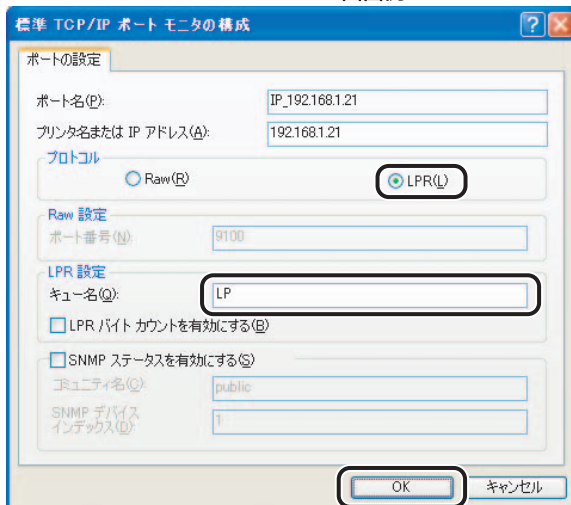 標準 TCP/IP ポート モニタの構成
ポートの設定
ポート名(P): IP_192.168.1.21
プリンタ名または IP アドレス(A): 192.168.1.21
プロトコル
Raw(R) LPR(L)
Raw 設定
ポート番号(N): 9100
LPR 設定
キュー名(Q): LP
LPR バイト カウントを有効にする(B)
SNMP ステータスを有効にする(S)
コミュニティ名(C): public
SNMP デバイス
インデックス(D): 1
OK キャンセル